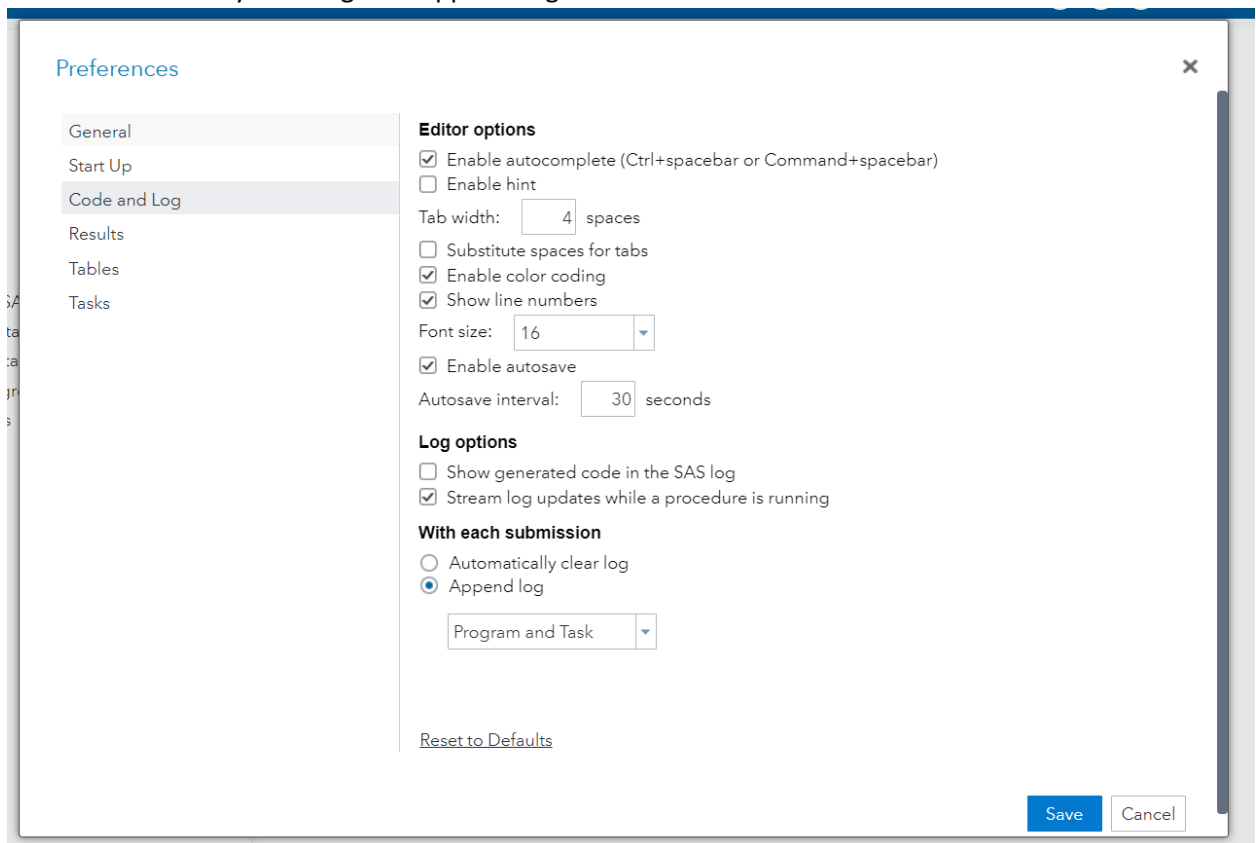 Preferences
General
Start Up
Code and Log
Results
Tables
Tasks
Editor options
Enable autocomplete (Ctrl+spacebar or Command+spacebar)
Enable hint
Tab width: 4 spaces
Substitute spaces for tabs
Enable color coding
Show line numbers
Font size: 16
Enable autosave
Autosave interval: 30 seconds
Log options
Show generated code in the SAS log
Stream log updates while a procedure is running
With each submission
Automatically clear log
Append log
Program and Task
Reset to Defaults
Save Cancel